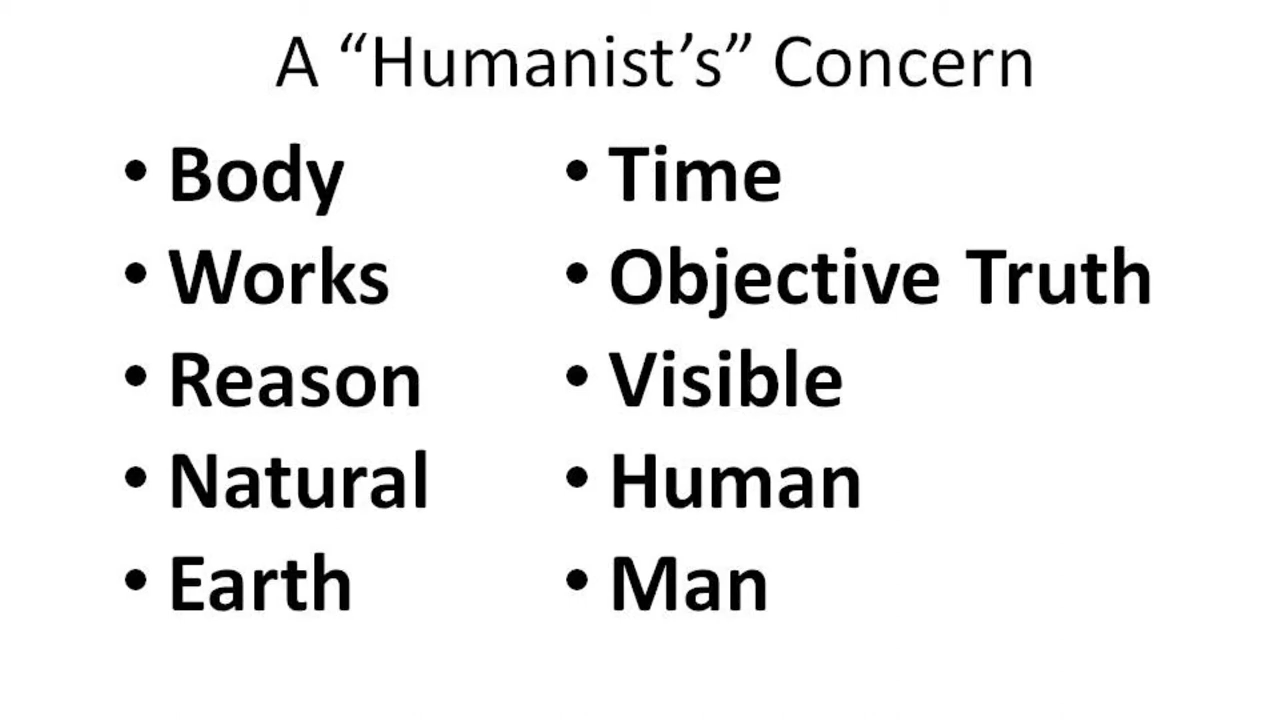 A “Humanist’s” Concern
• Body
• Works
• Reason
• Natural
• Earth
• Time
• Objective Truth
• Visible
• Human
• Man